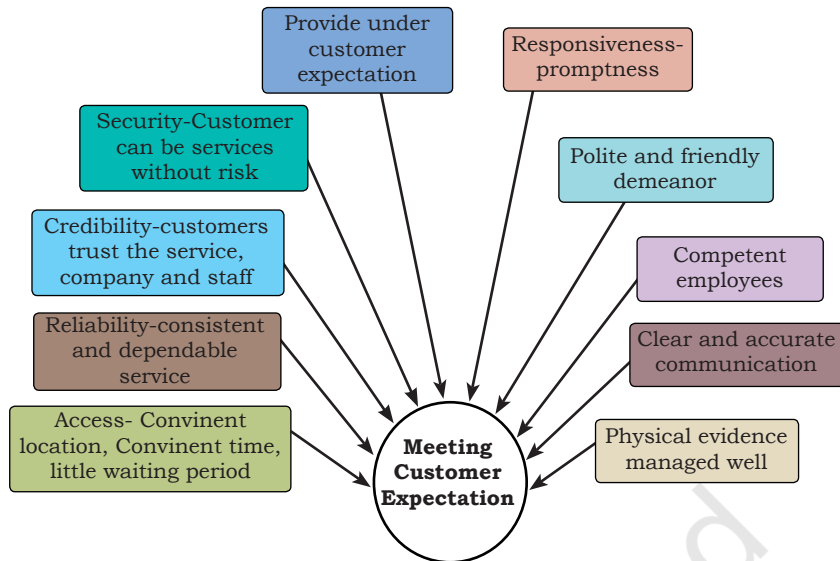 Provide under
customer
expectation
Responsiveness-
promptness
Security-Customer
can be services
without risk
Polite and friendly
demeanor
Credibility-customers
trust the service,
company and staff
Competent
employees
Reliability-consistent
and dependable
service
Clear and accurate
communication
Access- Convinent
location, Convinent time,
little waiting period
Physical evidence
managed well
Meeting
Customer
Expectation